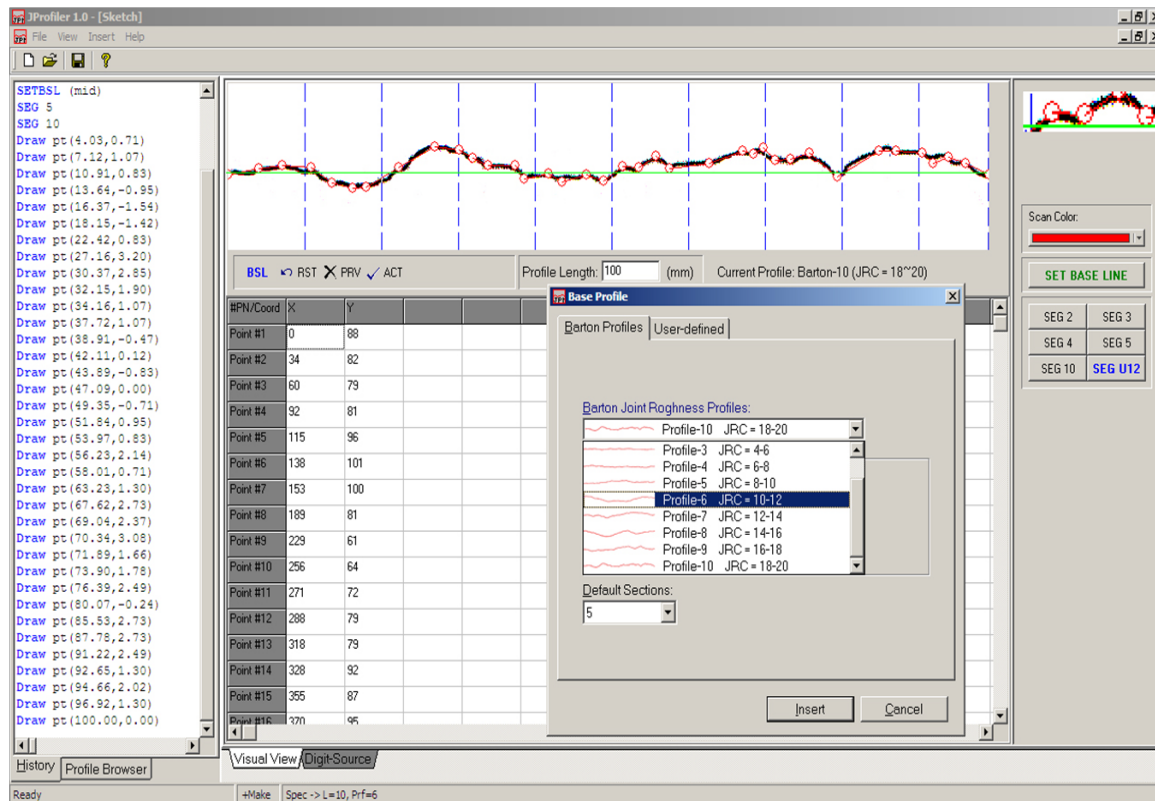 JProfiler 1.0 - [Sketch]
File View Insert Help
SETBSL (mid)
SEG 5
SEG 10
Draw pt(4.03,0.71)
Draw pt(7.12,1.07)
Draw pt(10.91,0.83)
Draw pt(13.64,-0.95)
Draw pt(16.37,-1.54)
Draw pt(18.15,-1.42)
Draw pt(22.42,0.83)
Draw pt(27.16,3.20)
Draw pt(30.37,2.85)
Draw pt(32.15,1.90)
Draw pt(34.16,1.07)
Draw pt(37.72,1.07)
Draw pt(38.91,-0.47)
Draw pt(42.11,0.12)
Draw pt(43.89,-0.83)
Draw pt(47.09,0.00)
Draw pt(49.35,-0.71)
Draw pt(51.84,0.95)
Draw pt(53.97,0.83)
Draw pt(56.23,2.14)
Draw pt(58.01,0.71)
Draw pt(63.23,1.30)
Draw pt(67.62,2.73)
Draw pt(69.04,2.37)
Draw pt(70.34,3.08)
Draw pt(71.89,1.66)
Draw pt(73.90,1.78)
Draw pt(76.39,2.49)
Draw pt(80.07,-0.24)
Draw pt(85.53,2.73)
Draw pt(87.78,2.73)
Draw pt(91.22,2.49)
Draw pt(92.65,1.30)
Draw pt(94.66,2.02)
Draw pt(96.92,1.30)
Draw pt(100.00,0.00)
History Profile Browser
BSL RST PRV ACT Profile Length: 100 (mm) Current Profile: Barton-10 (JRC = 18~20)
#PN/Coord X Y
Point #1 0 88
Point #2 34 82
Point #3 60 79
Point #4 92 81
Point #5 115 96
Point #6 138 101
Point #7 153 100
Point #8 189 81
Point #9 229 61
Point #10 256 64
Point #11 271 72
Point #12 288 79
Point #13 318 79
Point #14 328 92
Point #15 355 87
Point #16 370 95
Visual View Digit-Source
Base Profile
Barton Profiles User-defined
Barton Joint Roghness Profiles:
Profile-10 JRC = 18-20
Profile-3 JRC = 4-6
Profile-4 JRC = 6-8
Profile-5 JRC = 8-10
Profile-6 JRC = 10-12
Profile-7 JRC = 12-14
Profile-8 JRC = 14-16
Profile-9 JRC = 16-18
Profile-10 JRC = 18-20
Default Sections:
5
Insert Cancel
Scan Color:
SET BASE LINE
SEG 2 SEG 3
SEG 4 SEG 5
SEG 10 SEG U12
Ready +Make Spec -> L=10, Prf=6